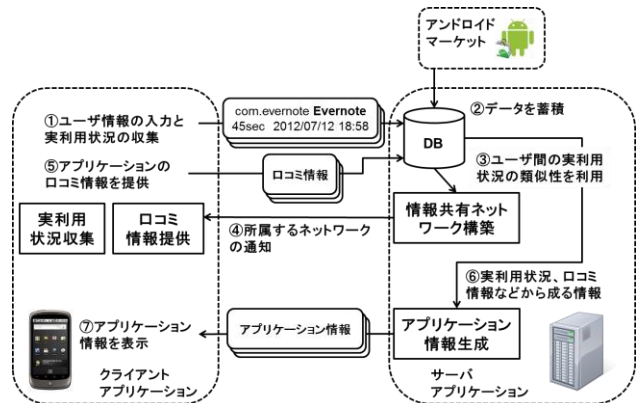 アンドロイド
マーケット
①ユーザ情報の入力と
実利用状況の収集
com.evernote Evernote
45sec 2012/07/12 18:58
DB
②データを蓄積
⑤アプリケーションの
口コミ情報を提供
口コミ情報
③ユーザ間の実利用
状況の類似性を利用
実利用
状況収集
口コミ
情報提供
④所属するネットワーク
の通知
情報共有ネット
ワーク構築
⑥実利用状況、口コミ
情報などから成る情報
⑦アプリケーション
情報を表示
アプリケーション情報
アプリケーション
情報生成
クライアント
アプリケーション
サーバ
アプリケーション